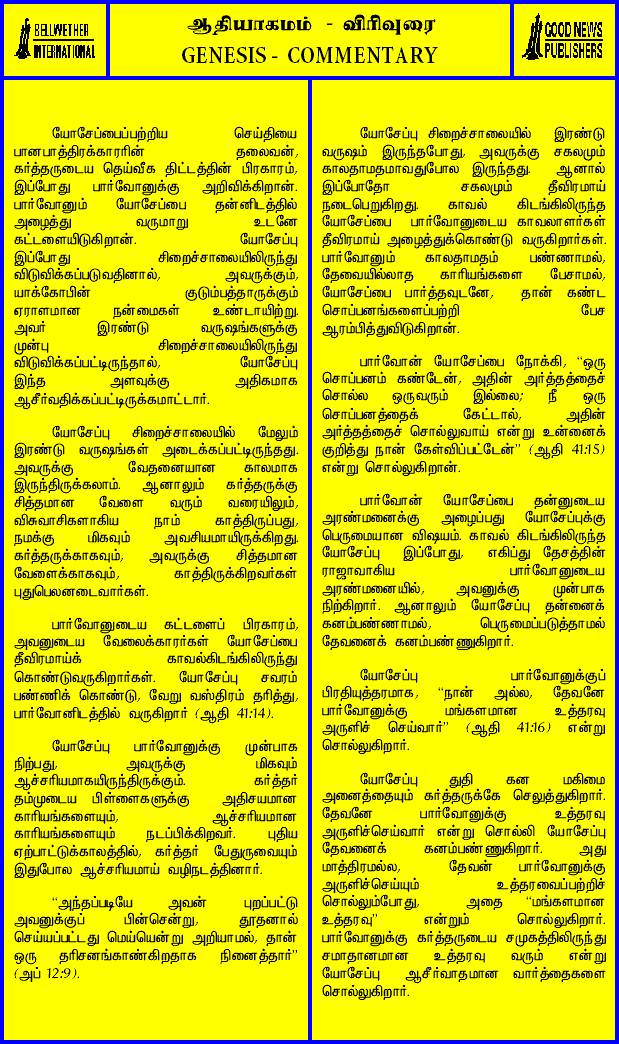 BELLWETHER
INTERNATIONAL
ஆதியாகமம் - விரிவுரை
GENESIS - COMMENTARY
GOOD NEWS
PUBLISHERS
யோசேப்பைப்பற்றிய செய்தியை
பானபாத்திரக்காரரின் தலைவன்,
கர்த்தருடைய தெய்வீக திட்டத்தின் பிரகாரம்,
இப்போது பார்வோனுக்கு அறிவிக்கிறான்.
பார்வோனும் யோசேப்பை தன்னிடத்தில்
அழைத்து வருமாறு உடனே
கட்டளையிடுகிறான். யோசேப்பு
இப்போது சிறைச்சாலையிலிருந்து
விடுவிக்கப்படுவதினால், அவருக்கும்,
யாக்கோபின் குடும்பத்தாருக்கும்
ஏராளமான நன்மைகள் உண்டாயிற்று.
அவர் இரண்டு வருஷங்களுக்கு
முன்பு சிறைச்சாலையிலிருந்து
விடுவிக்கப்பட்டிருந்தால், யோசேப்பு
இந்த அளவுக்கு அதிகமாக
ஆசீர்வதிக்கப்பட்டிருக்கமாட்டார்.
யோசேப்பு சிறைச்சாலையில் மேலும்
இரண்டு வருஷங்கள் அடைக்கப்பட்டிருந்தது.
அவருக்கு வேதனையான காலமாக
இருந்திருக்கலாம். ஆனாலும் கர்த்தருக்கு
சித்தமான வேளை வரும் வரையிலும்,
விசுவாசிகளாகிய நாம் காத்திருப்பது,
நமக்கு மிகவும் அவசியமாயிருக்கிறது.
கர்த்தருக்காகவும், அவருக்கு சித்தமான
வேளைக்காகவும், காத்திருக்கிறவர்கள்
புதுபெலனடைவார்கள்.
பார்வோனுடைய கட்டளைப் பிரகாரம்,
அவனுடைய வேலைக்காரர்கள் யோசேப்பை
தீவிரமாய்க் காவல்கிடங்கிலிருந்து
கொண்டுவருகிறார்கள். யோசேப்பு சவரம்
பண்ணிக் கொண்டு, வேறு வஸ்திரம் தரித்து,
பார்வோனிடத்தில் வருகிறார் (ஆதி 41:14).
யோசேப்பு பார்வோனுக்கு முன்பாக
நிற்பது, அவருக்கு மிகவும்
ஆச்சரியமாகயிருந்திருக்கும். கர்த்தர்
தம்முடைய பிள்ளைகளுக்கு அதிசயமான
காரியங்களையும், ஆச்சரியமான
காரியங்களையும் நடப்பிக்கிறவர். புதிய
ஏற்பாட்டுக்காலத்தில், கர்த்தர் பேதுருவையும்
இதுபோல ஆச்சரியமாய் வழிநடத்தினார்.
“அந்தப்படியே அவன் புறப்பட்டு
அவனுக்குப் பின்சென்று, தூதனால்
செய்யப்பட்டது மெய்யென்று அறியாமல், தான்
ஒரு தரிசனங்காண்கிறதாக நினைத்தார்”
(அப் 12:9).
யோசேப்பு சிறைச்சாலையில் இரண்டு
வருஷம் இருந்தபோது, அவருக்கு சகலமும்
காலதாமதமாவதுபோல இருந்தது. ஆனால்
இப்போதோ சகலமும் தீவிரமாய்
நடைபெறுகிறது. காவல் கிடங்கிலிருந்த
யோசேப்பை பார்வோனுடைய காவலாளர்கள்
தீவிரமாய் அழைத்துக்கொண்டு வருகிறார்கள்.
பார்வோனும் காலதாமதம் பண்ணாமல்,
தேவையில்லாத காரியங்களை பேசாமல்,
யோசேப்பை பார்த்தவுடனே, தான் கண்ட
சொப்பனங்களைப்பற்றி பேச
ஆரம்பித்துவிடுகிறான்.
பார்வோன் யோசேப்பை நோக்கி, “ஒரு
சொப்பனம் கண்டேன், அதின் அர்த்தத்தைச்
சொல்ல ஒருவரும் இல்லை; நீ ஒரு
சொப்பனத்தைக் கேட்டால், அதின்
அர்த்தத்தைச் சொல்லுவாய் என்று உன்னைக்
குறித்து நான் கேள்விப்பட்டேன்” (ஆதி 41:15)
என்று சொல்லுகிறான்.
பார்வோன் யோசேப்பை தன்னுடைய
அரண்மனைக்கு அழைப்பது யோசேப்புக்கு
பெருமையான விஷயம். காவல் கிடங்கிலிருந்த
யோசேப்பு இப்போது, எகிப்து தேசத்தின்
ராஜாவாகிய பார்வோனுடைய
அரண்மனையில், அவனுக்கு முன்பாக
நிற்கிறார். ஆனாலும் யோசேப்பு தன்னைக்
கனம்பண்ணாமல், பெருமைப்படுத்தாமல்
தேவனைக் கனம்பண்ணுகிறார்.
யோசேப்பு பார்வோனுக்குப்
பிரதியுத்தரமாக, “நான் அல்ல, தேவனே
பார்வோனுக்கு மங்களமான உத்தரவு
அருளிச் செய்வார்” (ஆதி 41:16) என்று
சொல்லுகிறார்.
யோசேப்பு துதி கன மகிமை
அனைத்தையும் கர்த்தருக்கே செலுத்துகிறார்.
தேவனே பார்வோனுக்கு உத்தரவு
அருளிச்செய்வார் என்று சொல்லி யோசேப்பு
தேவனைக் கனம்பண்ணுகிறார். அது
மாத்திரமல்ல, தேவன் பார்வோனுக்கு
அருளிச்செய்யும் உத்தரவைப்பற்றிச்
சொல்லும்போது, அதை “மங்களமான
உத்தரவு” என்றும் சொல்லுகிறார்.
பார்வோனுக்கு கர்த்தருடைய சமுகத்திலிருந்து
சமாதானமான உத்தரவு வரும் என்று
யோசேப்பு ஆசீர்வாதமான வார்த்தைகளை
சொல்லுகிறார்.